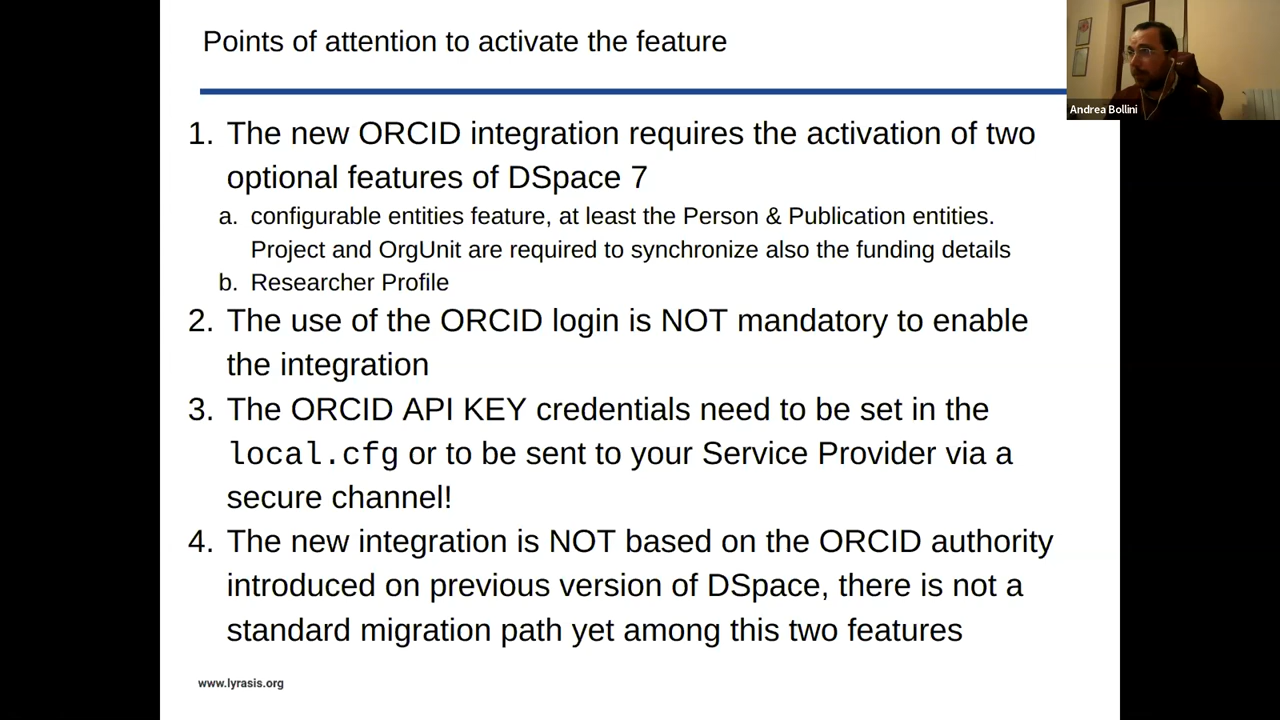 Points of attention to activate the feature
Andrea Bollini
1. The new ORCID integration requires the activation of two
optional features of DSpace 7
a. configurable entities feature, at least the Person & Publication entities.
Project and OrgUnit are required to synchronize also the funding details
b. Researcher Profile
2. The use of the ORCID login is NOT mandatory to enable
the integration
3. The ORCID API KEY credentials need to be set in the
local.cfg or to be sent to your Service Provider via a
secure channel!
4. The new integration is NOT based on the ORCID authority
introduced on previous version of DSpace, there is not a
standard migration path yet among this two features
www.lyrasis.org